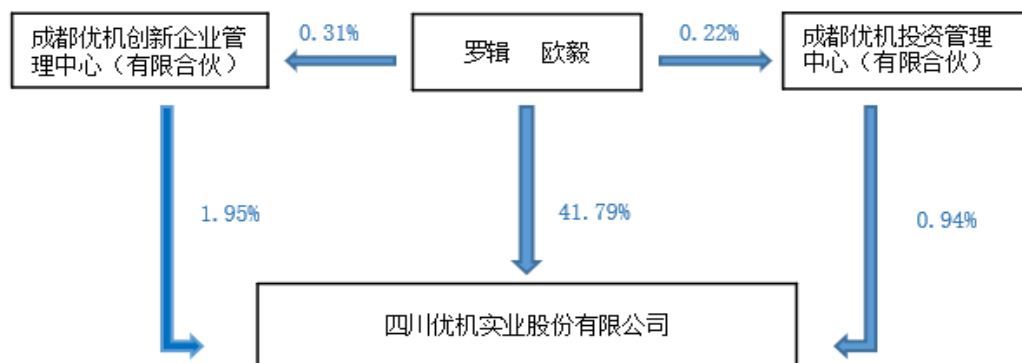 成都优机创新企业管
理中心（有限合伙）
0.31%
罗辑 欧毅
0.22%
成都优机投资管理
中心（有限合伙）
1.95%
41.79%
0.94%
四川优机实业股份有限公司